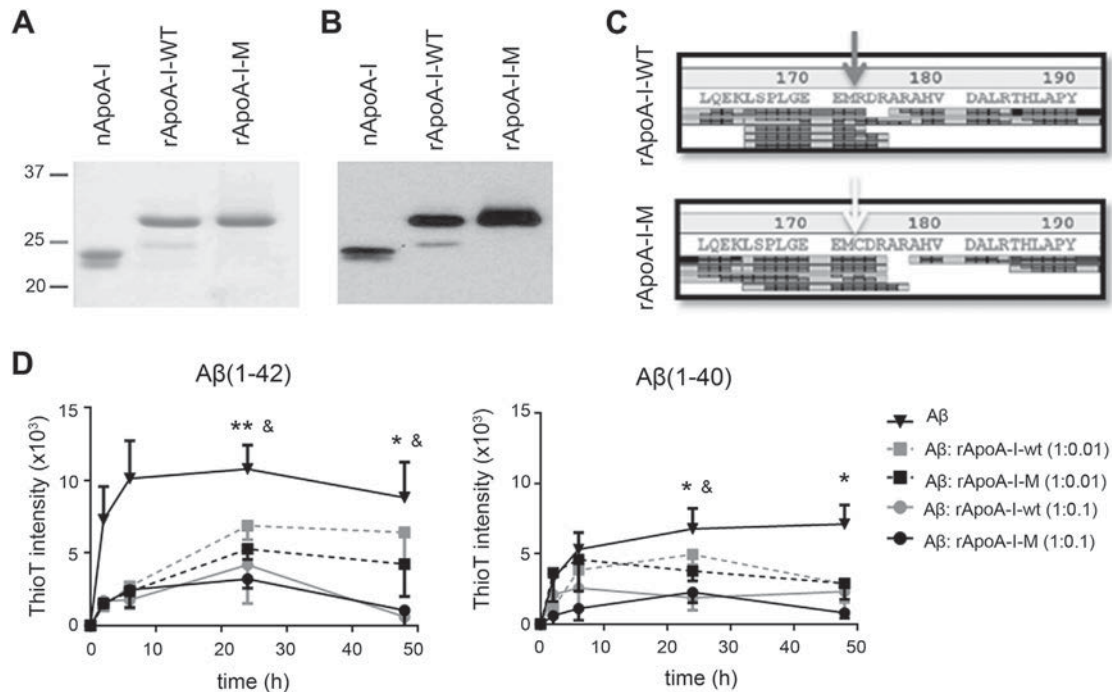 A
nApoA-I
rApoA-I-WT
rApoA-I-M
37
25
20
B
nApoA-I
rApoA-I-WT
rApoA-I-M
C
rApoA-I-WT
170 180 190
LQEKLSPLGE EMRDRARAHV DALRTHLAPY
rApoA-I-M
170 180 190
LQEKLSPLGE EMCDRARAHV DALRTHLAPY
D
Aβ(1-42)
ThioT intensity (x10³)
15
10
5
0
** &
* &
0 10 20 30 40 50
time (h)
Aβ(1-40)
ThioT intensity (x10³)
15
10
5
0
* &
*
0 10 20 30 40 50
time (h)
Aβ
Aβ: rApoA-I-wt (1:0.01)
Aβ: rApoA-I-M (1:0.01)
Aβ: rApoA-I-wt (1:0.1)
Aβ: rApoA-I-M (1:0.1)